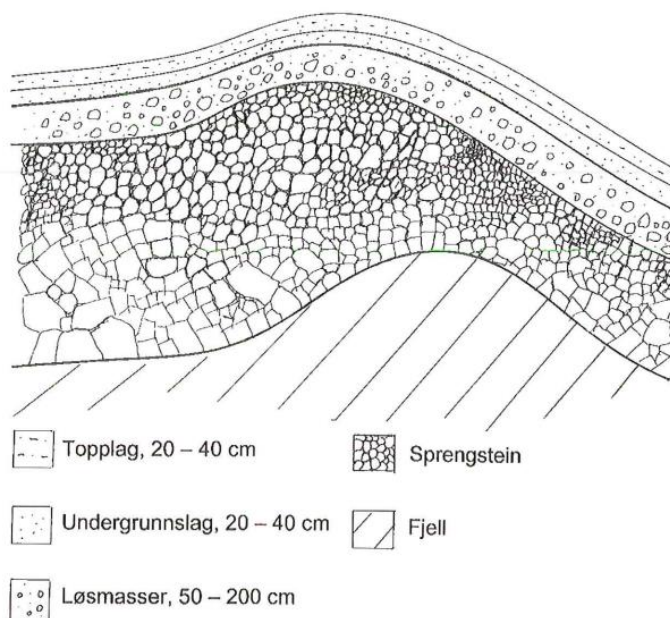 Topplag, 20 – 40 cm
Sprengstein
Undergrunnslag, 20 – 40 cm
Fjell
Løsmasser, 50 – 200 cm